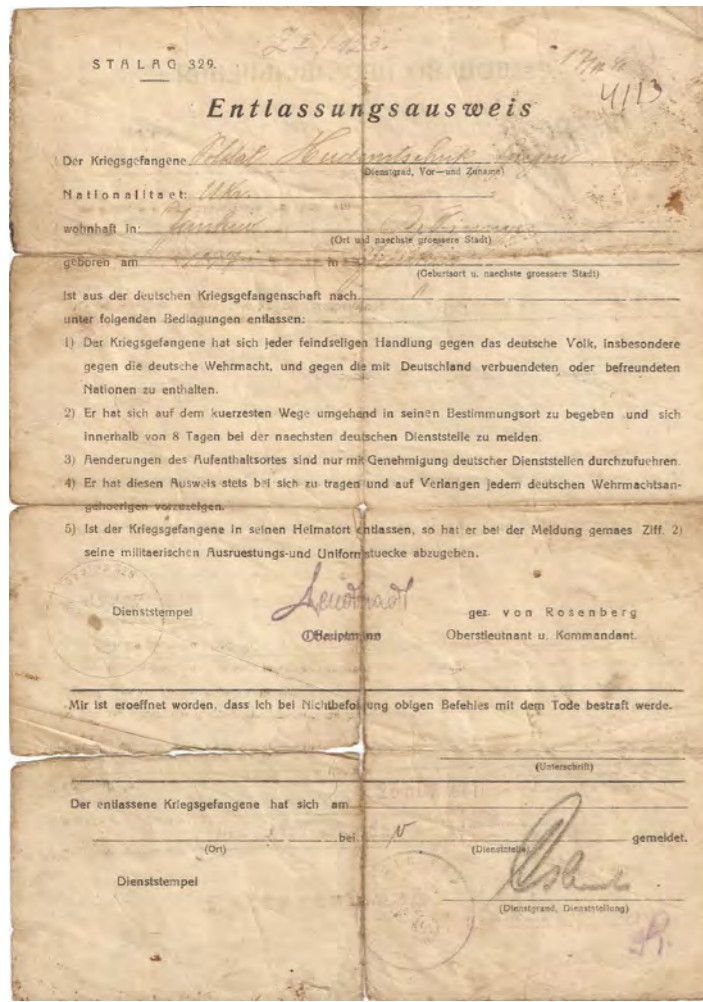 STALAG 329.
4/13
Entlassungsausweis
Der Kriegsgefangene Soldat
(Dienstgrad, Vor—und Zuname)
Nationalitaet: Ukr.
wohnhaft in:
(Ort und naechste groessere Stadt)
geboren am in
(Geburtsort u. naechste groessere Stadt)
Ist aus der deutschen Kriegsgefangenschaft nach
unter folgenden Bedingungen entlassen:
1) Der Kriegsgefangene hat sich jeder feindseligen Handlung gegen das deutsche Volk, insbesondere
gegen die deutsche Wehrmacht, und gegen die mit Deutschland verbuendeten oder befreundeten
Nationen zu enthalten.
2) Er hat sich auf dem kuerzesten Wege umgehend in seinen Bestimmungsort zu begeben und sich
innerhalb von 8 Tagen bei der naechsten deutschen Dienststelle zu melden.
3) Aenderungen des Aufenthaltsortes sind nur mit Genehmigung deutscher Dienststellen durchzufuehren.
4) Er hat diesen Ausweis stets bei sich zu tragen und auf Verlangen jedem deutschen Wehrmachtsan-
gehoerigen vorzuzeigen.
5) Ist der Kriegsgefangene in seinen Heimatort entlassen, so hat er bei der Meldung gemaes Ziff. 2)
seine militaerischen Ausruestungs-und Uniformstuecke abzugeben.
Dienststempel
gez. von Rosenberg
Hauptmann
Oberstleutnant u. Kommandant.
Mir ist eroeffnet worden, dass ich bei Nichtbefolgung obigen Befehles mit dem Tode bestraft werde.
(Unterschrift)
Der entlassene Kriegsgefangene hat sich am
bei gemeldet.
(Ort) (Dienststelle)
Dienststempel
(Dienstgrand, Dienststellung)